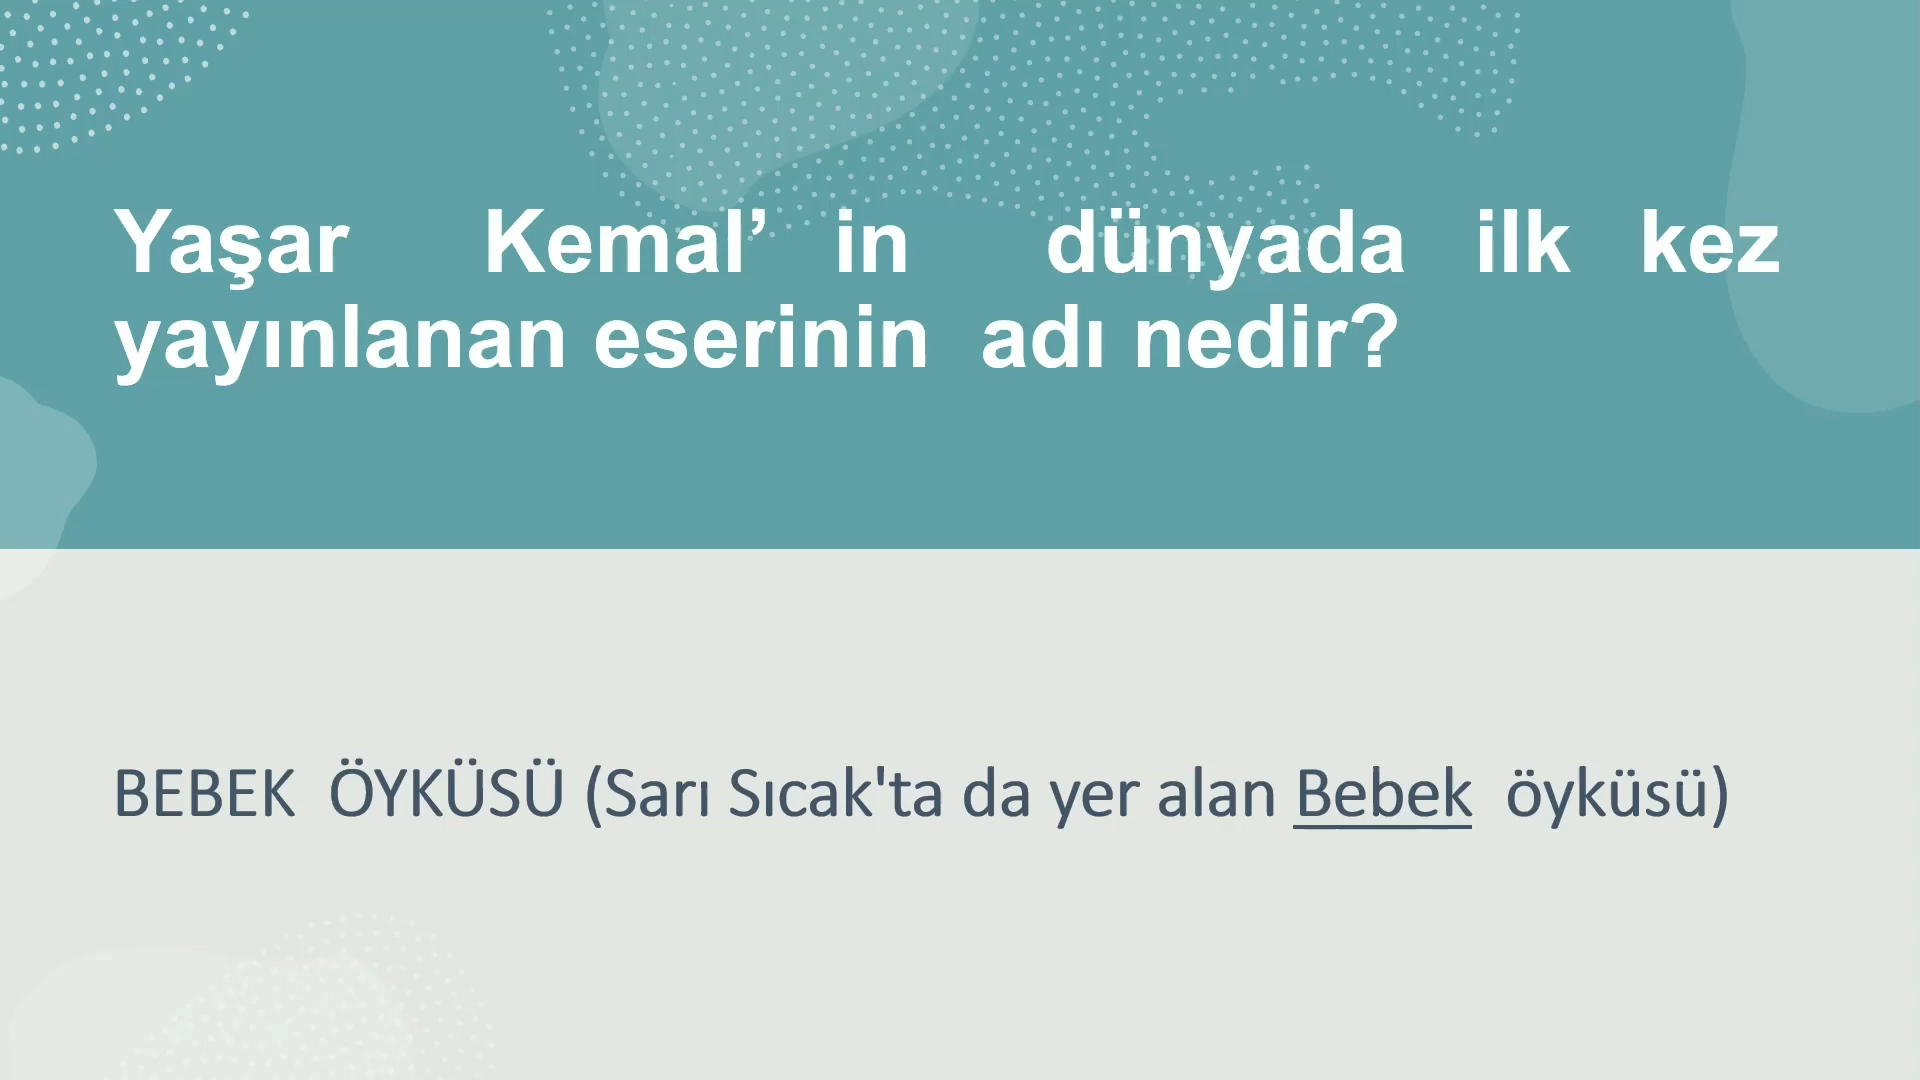 Yaşar Kemal’ in dünyada ilk kez
yayınlanan eserinin adı nedir?
BEBEK ÖYKÜSÜ (Sarı Sıcak'ta da yer alan Bebek öyküsü)